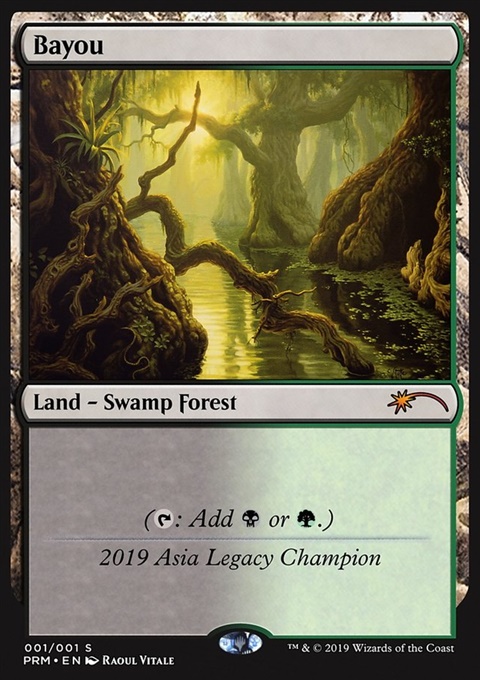 Bayou
Land – Swamp Forest
(: Add or .)
2019 Asia Legacy Champion
001/001 S
PRM • EN RAOUL VITALE
™ & © 2019 Wizards of the Coast